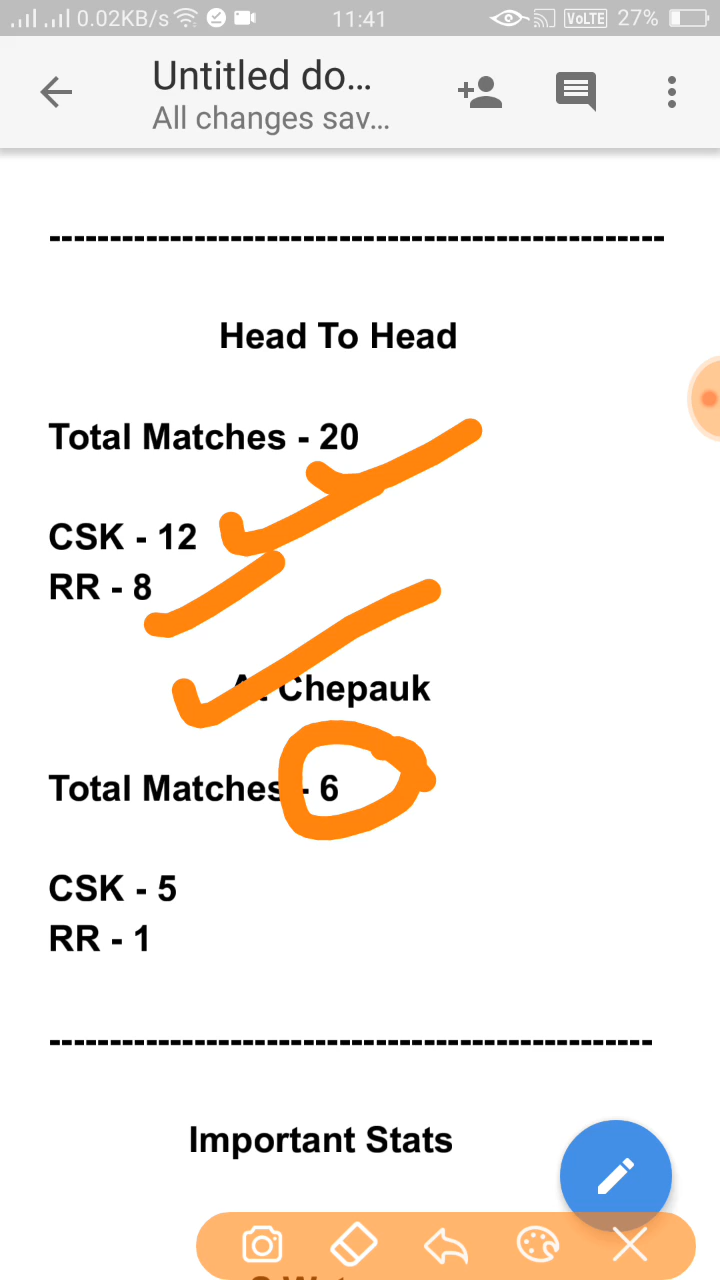 0.02KB/s 11:41 VoLTE 27%
Untitled do...
All changes sav...
------------------------------------------------
Head To Head
Total Matches - 20
CSK - 12
RR - 8
At Chepauk
Total Matches - 6
CSK - 5
RR - 1
------------------------------------------------
Important Stats